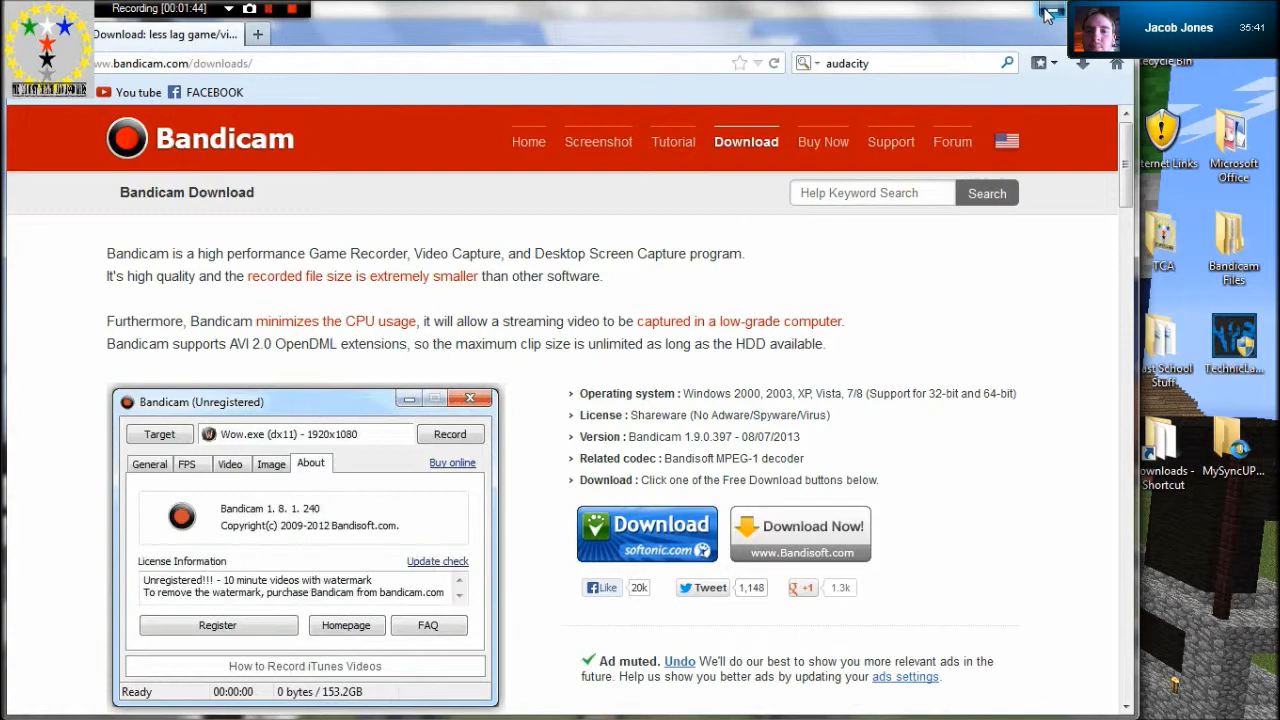 Recording [00:01:44]
Jacob Jones
35:41
Download: less lag game/vi...
w.bandicam.com/downloads/
audacity
You tube
FACEBOOK
ecycle Bin
Bandicam
Home
Screenshot
Tutorial
Download
Buy Now
Support
Forum
Bandicam Download
Help Keyword Search
Search
ternet Links
Microsoft
Office
Bandicam is a high performance Game Recorder, Video Capture, and Desktop Screen Capture program.
It's high quality and the recorded file size is extremely smaller than other software.
TCA
Bandicam
Files
Furthermore, Bandicam minimizes the CPU usage, it will allow a streaming video to be captured in a low-grade computer.
Bandicam supports AVI 2.0 OpenDML extensions, so the maximum clip size is unlimited as long as the HDD available.
ast School
Stuff
TechnicLa...
Bandicam (Unregistered)
Target
Wow.exe (dx11) - 1920x1080
Record
General
FPS
Video
Image
About
Buy online
Bandicam 1. 8. 1. 240
Copyright(c) 2009-2012 Bandisoft.com.
License Information
Update check
Unregistered!!! - 10 minute videos with watermark
To remove the watermark, purchase Bandicam from bandicam.com
Register
Homepage
FAQ
How to Record iTunes Videos
Ready
00:00:00
0 bytes / 153.2GB
Operating system : Windows 2000, 2003, XP, Vista, 7/8 (Support for 32-bit and 64-bit)
License : Shareware (No Adware/Spyware/Virus)
Version : Bandicam 1.9.0.397 - 08/07/2013
Related codec : Bandisoft MPEG-1 decoder
Download : Click one of the Free Download buttons below.
ownloads -
Shortcut
MySyncUP...
Download
softonic.com
Download Now!
www.Bandisoft.com
Like
20k
Tweet
1,148
+1
1.3k
Ad muted. Undo We'll do our best to show you more relevant ads in the
future. Help us show you better ads by updating your ads settings.